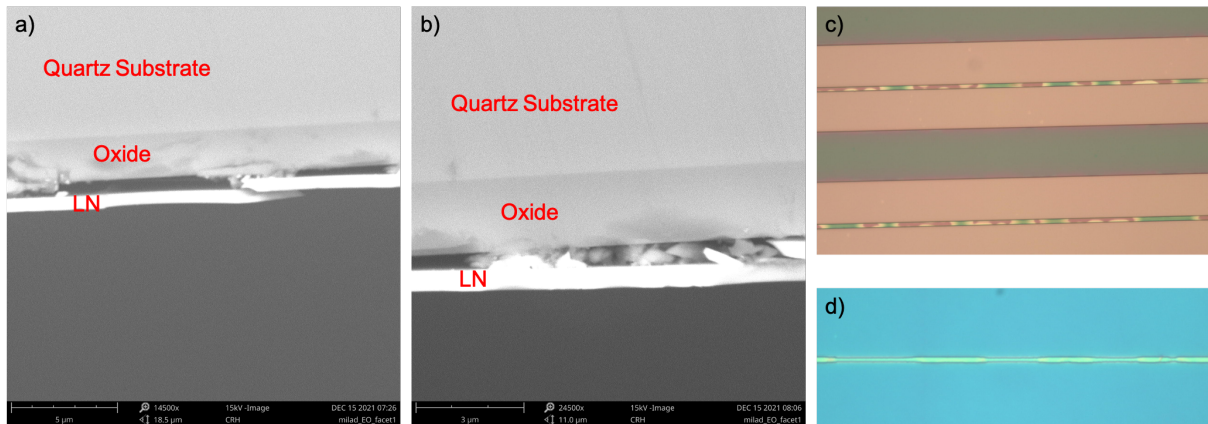 a)
Quartz Substrate
Oxide
LN
5 µm
14500x
18.5 µm
15kV -Image
CRH
DEC 15 2021 07:26
milad_EO_facet1
b)
Quartz Substrate
Oxide
LN
3 µm
24500x
11.0 µm
15kV -Image
CRH
DEC 15 2021 08:06
milad_EO_facet1
c)
d)